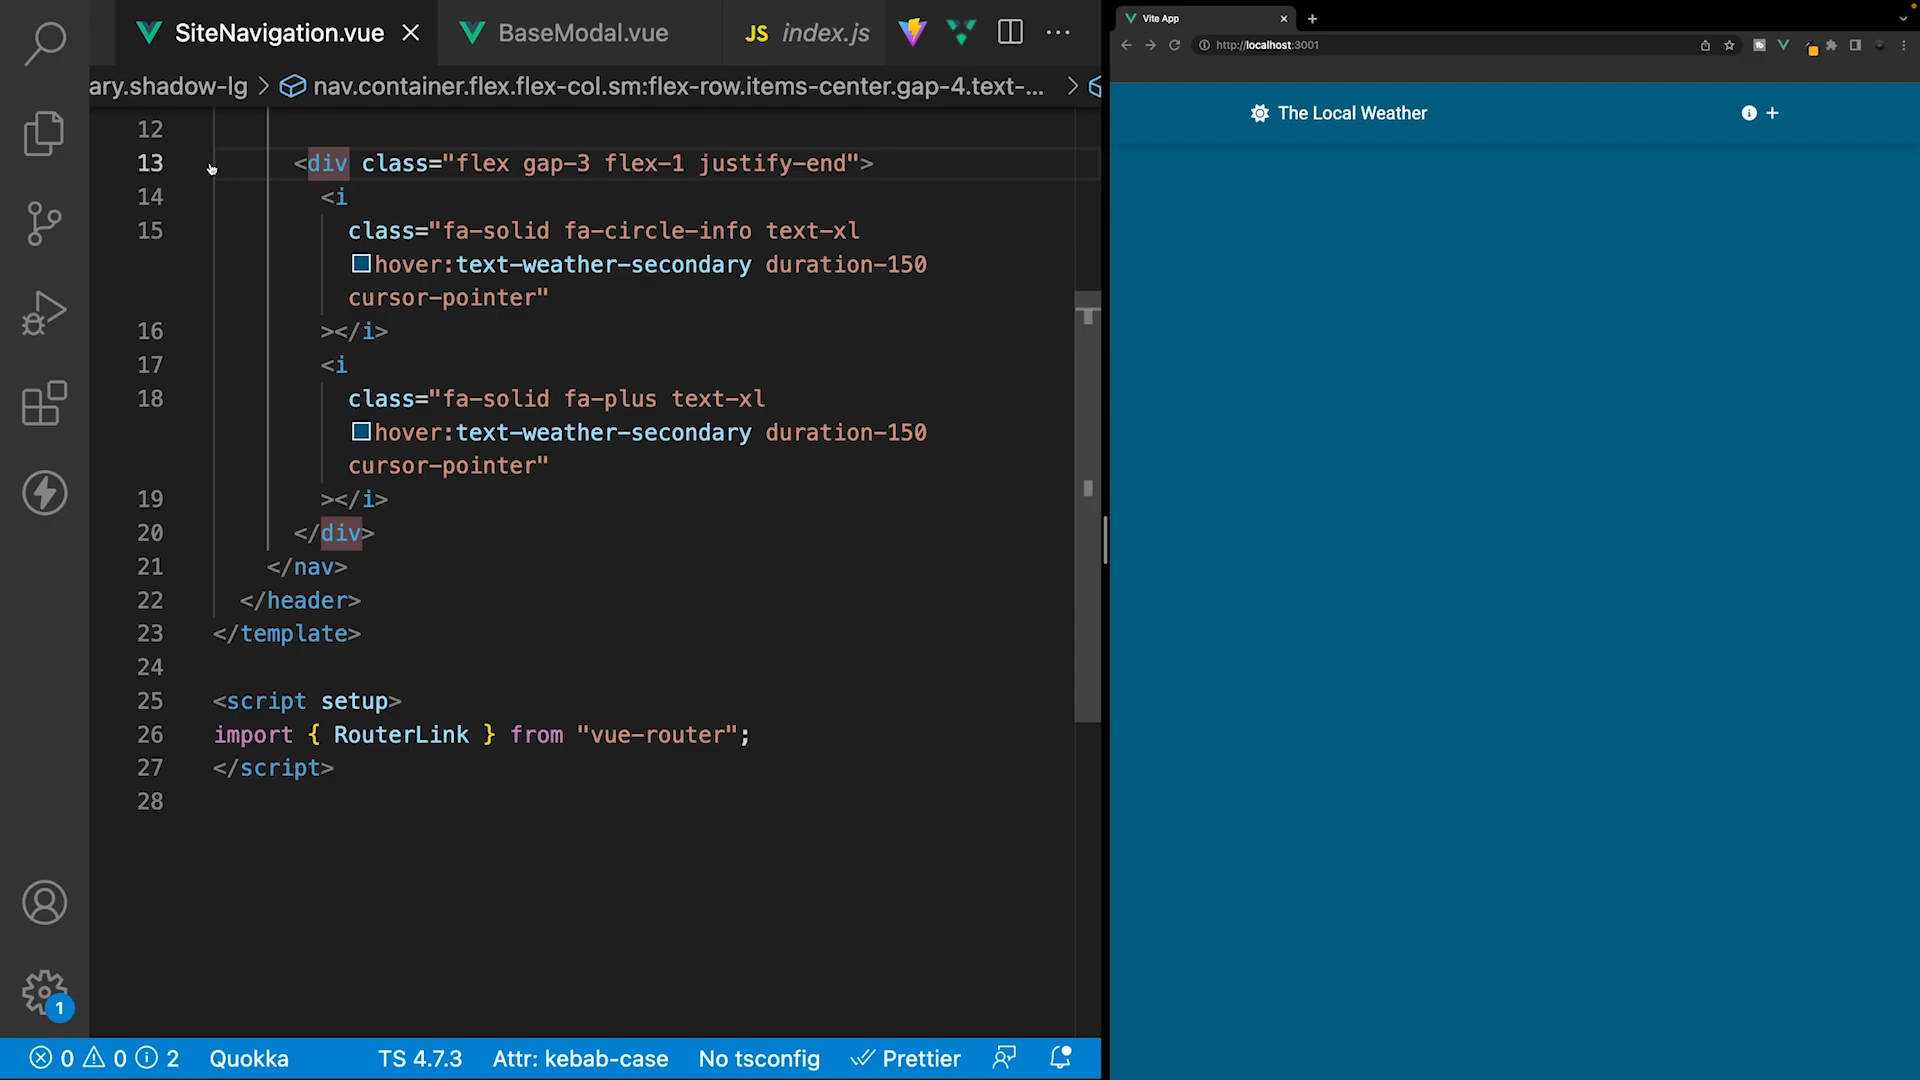 SiteNavigation.vue
BaseModal.vue
JS index.js
ary.shadow-lg > nav.container.flex.flex-col.sm:flex-row.items-center.gap-4.text-... >
12
13 <div class="flex gap-3 flex-1 justify-end">
14 <i
15 class="fa-solid fa-circle-info text-xl
hover:text-weather-secondary duration-150
cursor-pointer"
16 ></i>
17 <i
18 class="fa-solid fa-plus text-xl
hover:text-weather-secondary duration-150
cursor-pointer"
19 ></i>
20 </div>
21 </nav>
22 </header>
23 </template>
24
25 <script setup>
26 import { RouterLink } from "vue-router";
27 </script>
28
1
0 0 2 Quokka TS 4.7.3 Attr: kebab-case No tsconfig Prettier
Vite App
http://localhost:3001
The Local Weather